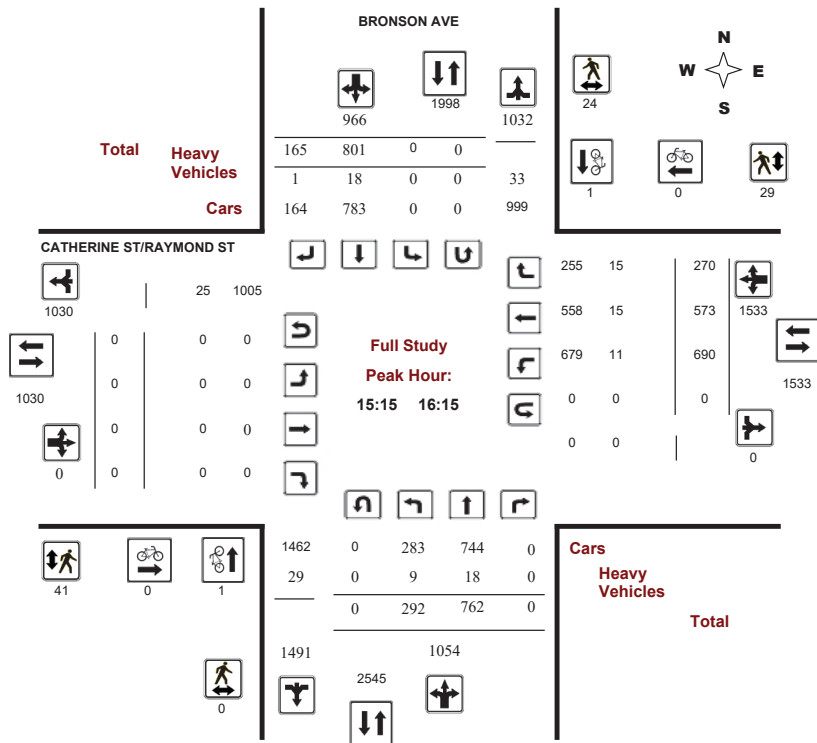 BRONSON AVE
N
W E
S
1998
24
966 1032
Total Heavy Vehicles
165 801 0 0
1 18 0 0 33
Cars 164 783 0 0 999
1 0 29
CATHERINE ST/RAYMOND ST
1030 25 1005
255 15 270
1533
0 0 0
558 15 573
Full Study
Peak Hour:
15:15 16:15
1030
0 0 0
679 11 690
1533
0 0 0
0 0 0
0 0 0
0 0 0
0
1462 0 283 744 0 Cars
29 0 9 18 0 Heavy Vehicles
0 292 762 0
Total
41 0 1
1491 1054
2545
0